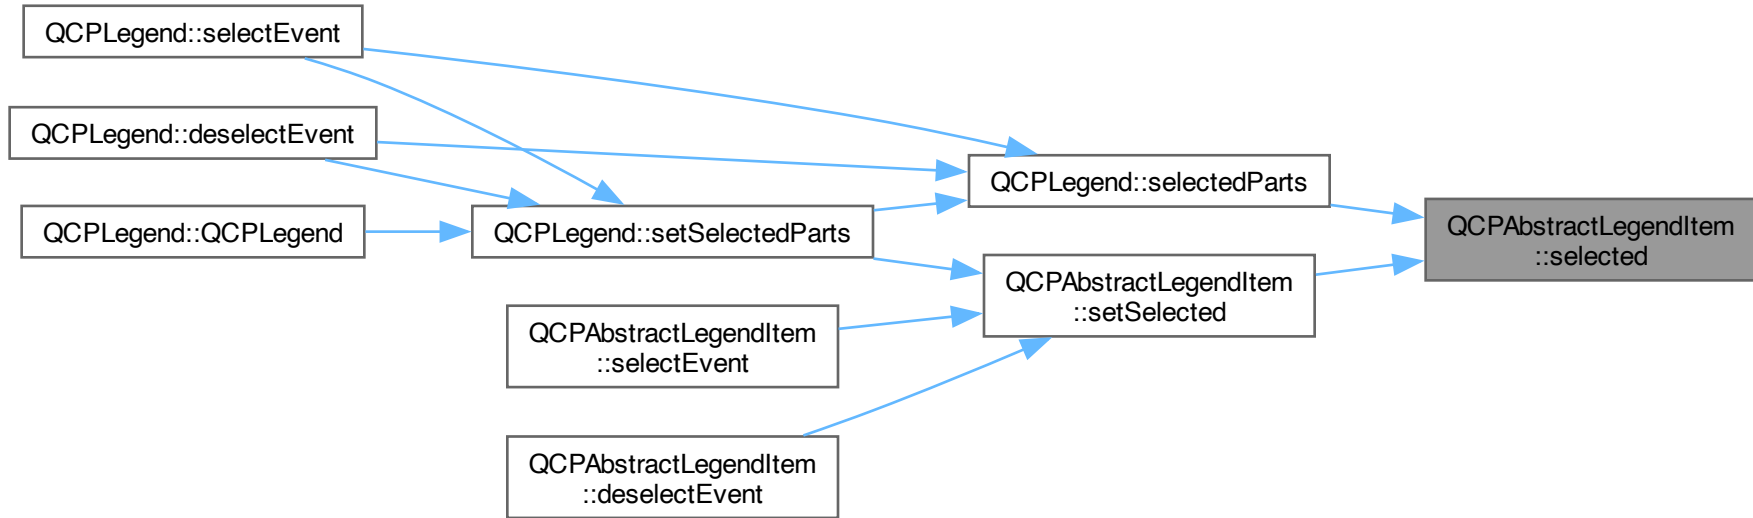 QCPLegend::selectEvent
QCPLegend::deselectEvent
QCPLegend::selectedParts
QCPLegend::QCPLegend
QCPLegend::setSelectedParts
QCPAbstractLegendItem
::selected
QCPAbstractLegendItem
::setSelected
QCPAbstractLegendItem
::selectEvent
QCPAbstractLegendItem
::deselectEvent